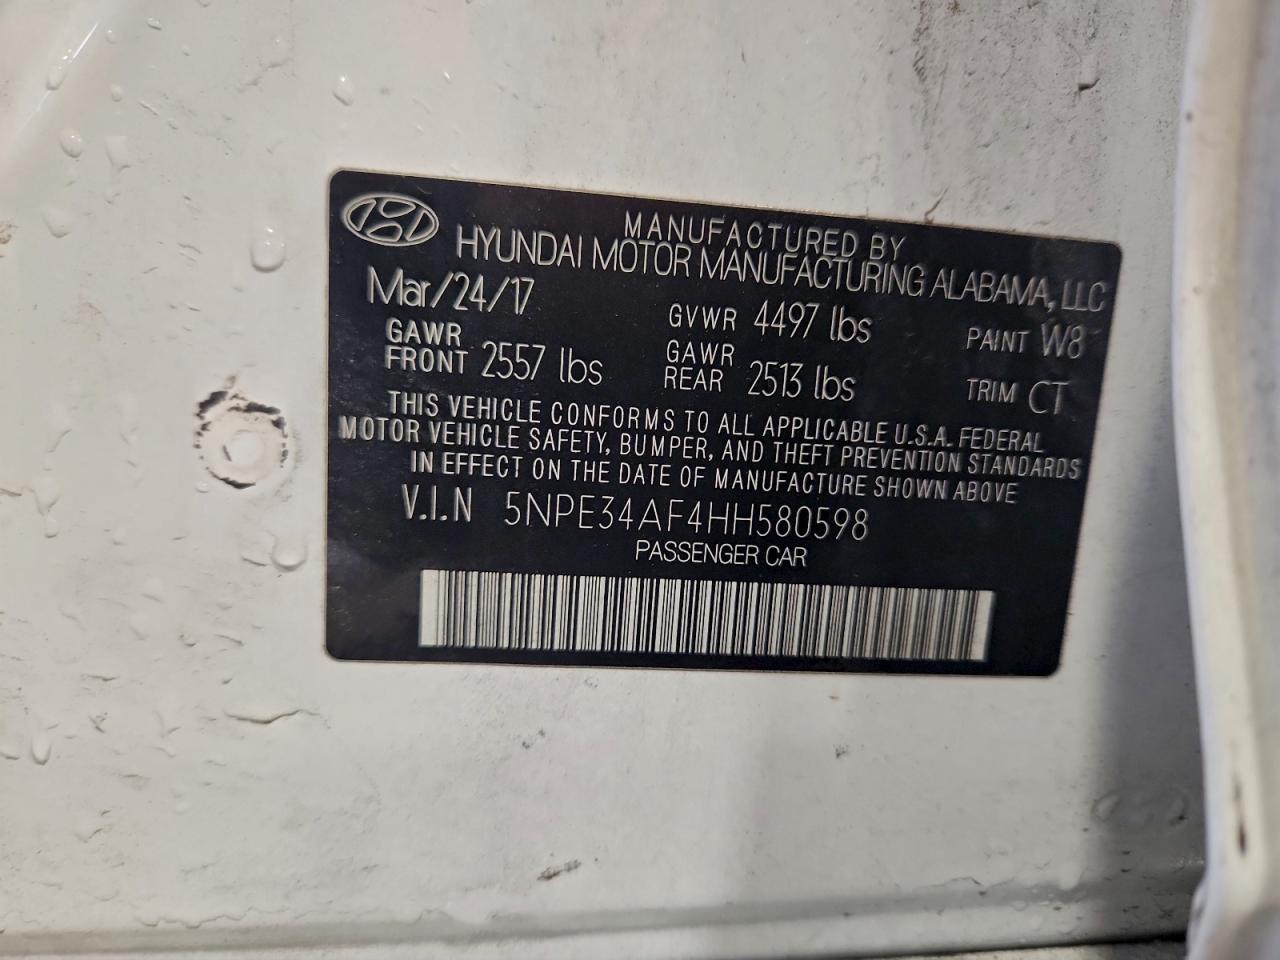 MANUFACTURED BY
HYUNDAI MOTOR MANUFACTURING ALABAMA, LLC
Mar/24/17 GVWR 4497 lbs PAINT W8
GAWR FRONT 2557 lbs GAWR REAR 2513 lbs TRIM CT
THIS VEHICLE CONFORMS TO ALL APPLICABLE U.S.A. FEDERAL
MOTOR VEHICLE SAFETY, BUMPER, AND THEFT PREVENTION STANDARDS
IN EFFECT ON THE DATE OF MANUFACTURE SHOWN ABOVE
V.I.N 5NPE34AF4HH580598
PASSENGER CAR